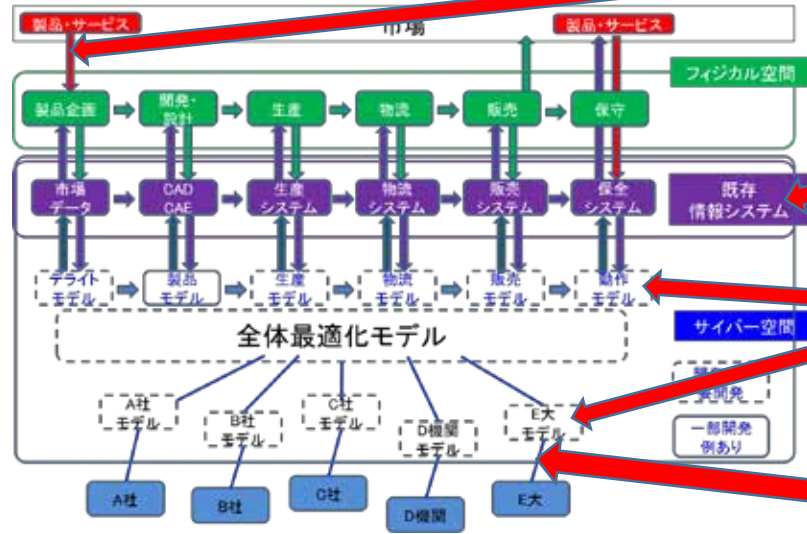 製品・サービス
市場
製品・サービス
フィジカル空間
製品企画
開発・
設計
生産
物流
販売
保守
市場
データ
CAD
CAE
生産
システム
物流
システム
販売
システム
保全
システム
既存
情報システム
デライト
モデル
製品
モデル
生産
モデル
物流
モデル
販売
モデル
動作
モデル
サイバー空間
全体最適化モデル
A社
モデル
B社
モデル
C社
モデル
D機関
モデル
E大
モデル
要開発
一部開発
例あり
A社
B社
C社
D機関
E大